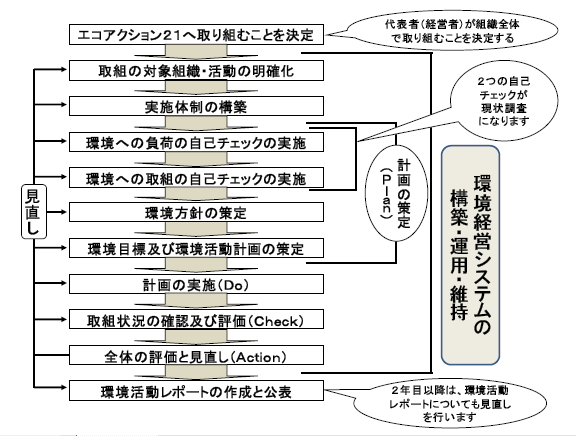 エコアクション２１へ取り組むことを決定
代表者（経営者）が組織全体
で取り組むことを決定する
取組の対象組織・活動の明確化
実施体制の構築
２つの自己
チェックが
現状調査
になります
環境への負荷の自己チェックの実施
環境への取組の自己チェックの実施
環境方針の策定
環境目標及び環境活動計画の策定
計画の策定
（Plan）
見直し
環境経営システムの
構築・運用・維持
計画の実施（Do）
取組状況の確認及び評価（Check）
全体の評価と見直し（Action）
環境活動レポートの作成と公表
２年目以降は、環境活動
レポートについても見直し
を行います